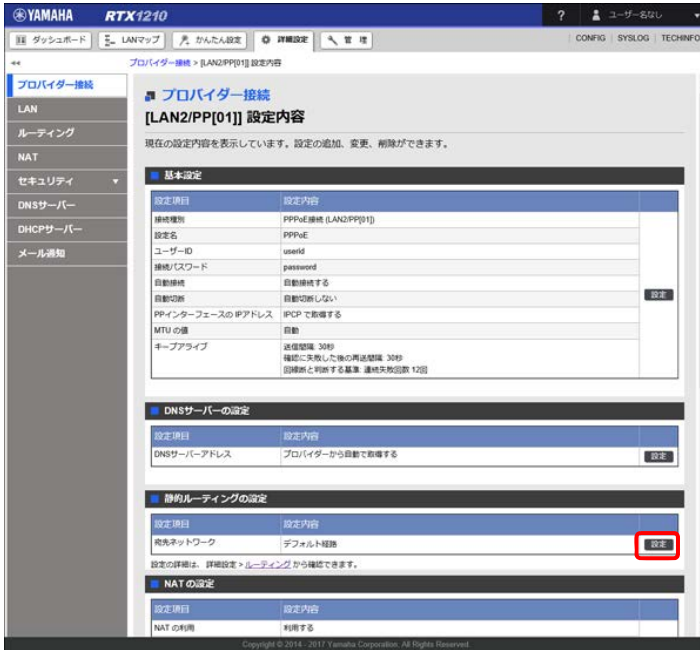 YAMAHA RTX1210 ? ユーザー名なし
ダッシュボード LANマップ かんたん設定 詳細設定 管 理 CONFIG SYSLOG TECHINFO
プロバイダー接続 > [LAN2/PP[01]] 設定内容
プロバイダー接続
LAN
ルーティング
NAT
セキュリティ
DNSサーバー
DHCPサーバー
メール通知
プロバイダー接続
[LAN2/PP[01]] 設定内容
現在の設定内容を表示しています。設定の追加、変更、削除ができます。
基本設定
設定項目 設定内容
接続種別 PPPoE接続 (LAN2/PP[01])
設定名 PPPoE
ユーザーID userid
接続パスワード password
自動接続 自動接続する
自動切断 自動切断しない
設定
PPインターフェースの IPアドレス IPCP で取得する
MTU の値 自動
キープアライブ 送信間隔: 30秒
確認に失敗した後の再送間隔: 30秒
回線断と判断する基準: 連続失敗回数 12回
DNSサーバーの設定
設定項目 設定内容
DNSサーバーアドレス プロバイダーから自動で取得する 設定
静的ルーティングの設定
設定項目 設定内容
宛先ネットワーク デフォルト経路 設定
設定の詳細は、 詳細設定 > ルーティング から確認できます。
NAT の設定
設定項目 設定内容
NAT の利用 利用する
Copyright © 2014 - 2017 Yamaha Corporation. All Rights Reserved.